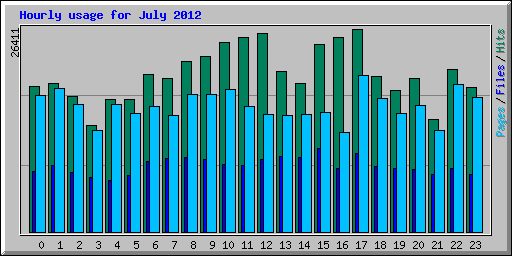 Hourly usage for July 2012
26411
Pages/Files/Hits
0 1 2 3 4 5 6 7 8 9 10 11 12 13 14 15 16 17 18 19 20 21 22 23